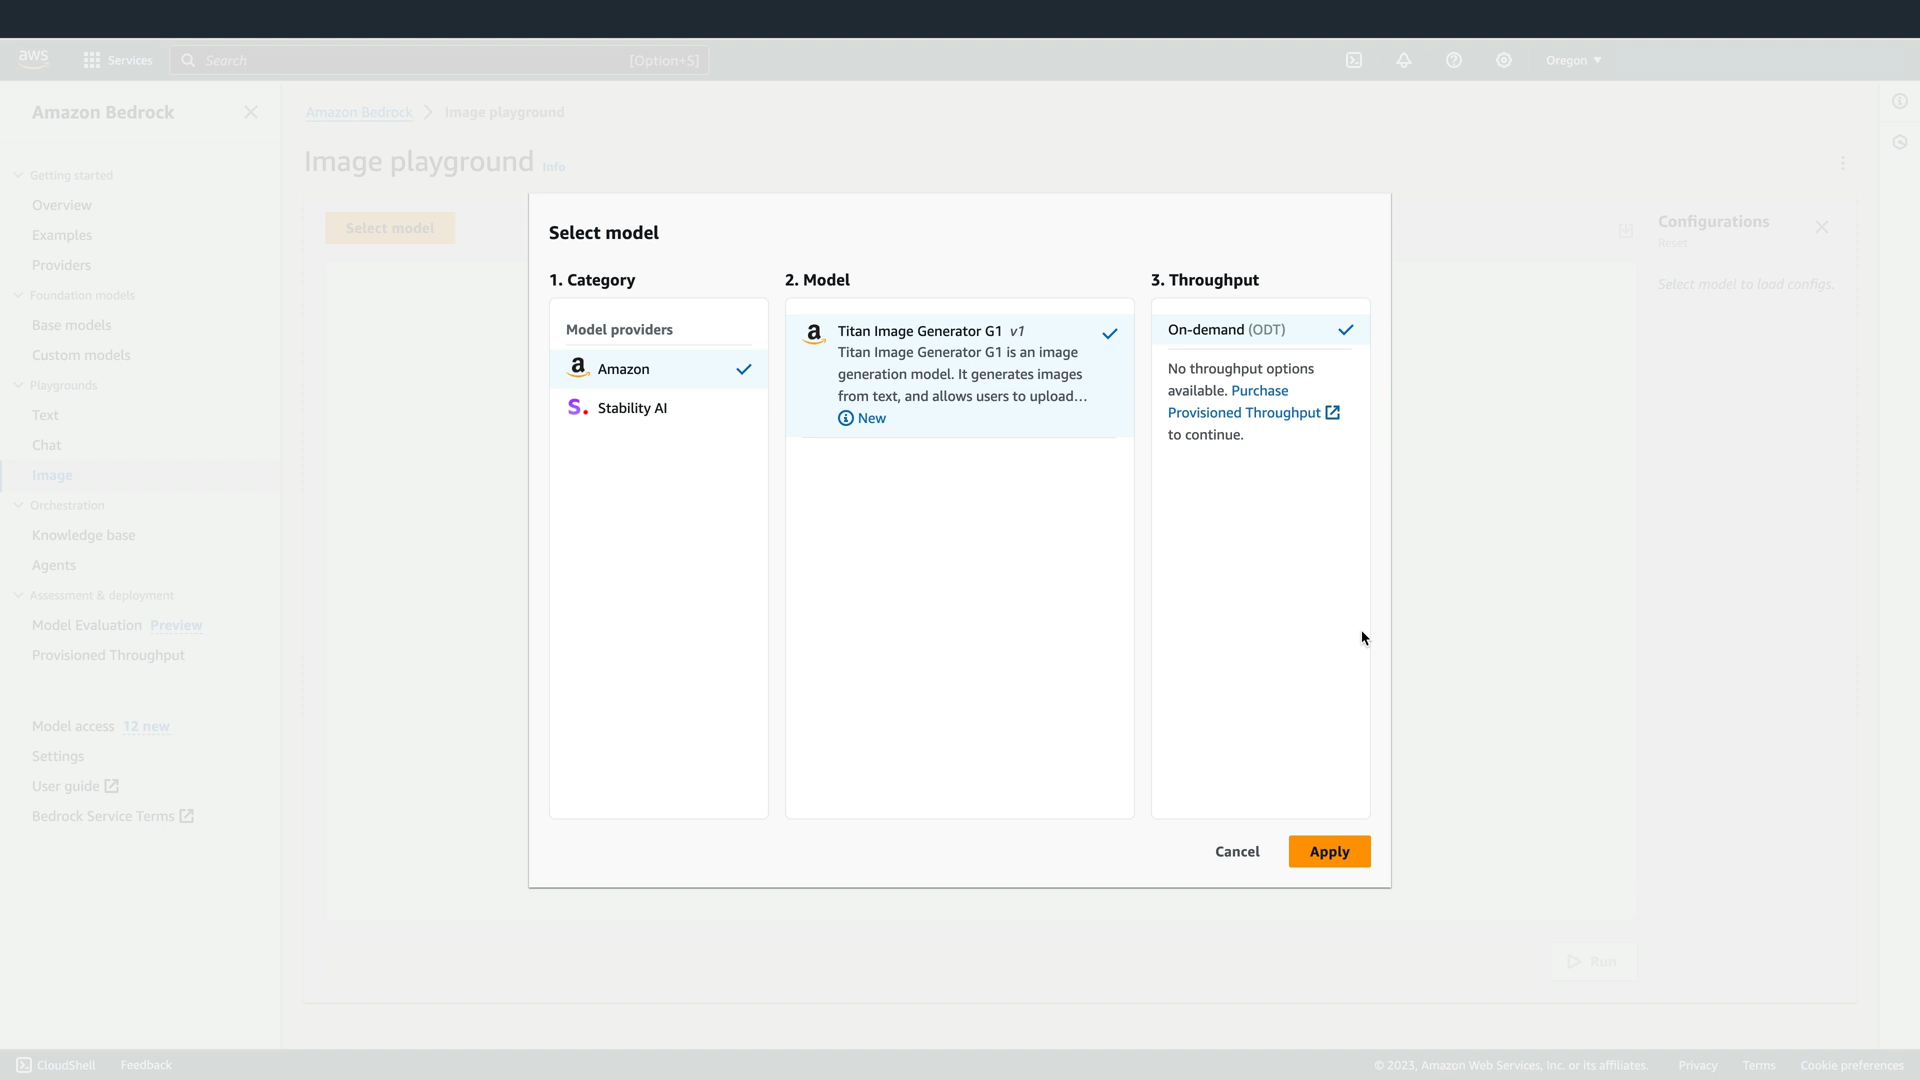 aws
Services
Search
[Option+S]
Oregon
Amazon Bedrock
Getting started
Overview
Examples
Providers
Foundation models
Base models
Custom models
Playgrounds
Text
Chat
Image
Orchestration
Knowledge base
Agents
Assessment & deployment
Model Evaluation Preview
Provisioned Throughput
Model access 12 new
Settings
User guide
Bedrock Service Terms
Amazon Bedrock > Image playground
Image playground Info
Select model
Configurations
Reset
Select model to load configs.
Select model
1. Category
Model providers
Amazon
Stability AI
2. Model
Titan Image Generator G1 v1
Titan Image Generator G1 is an image
generation model. It generates images
from text, and allows users to upload...
New
3. Throughput
On-demand (ODT)
No throughput options
available. Purchase
Provisioned Throughput
to continue.
Cancel
Apply
Run
CloudShell
Feedback
© 2023, Amazon Web Services, Inc. or its affiliates.
Privacy
Terms
Cookie preferences